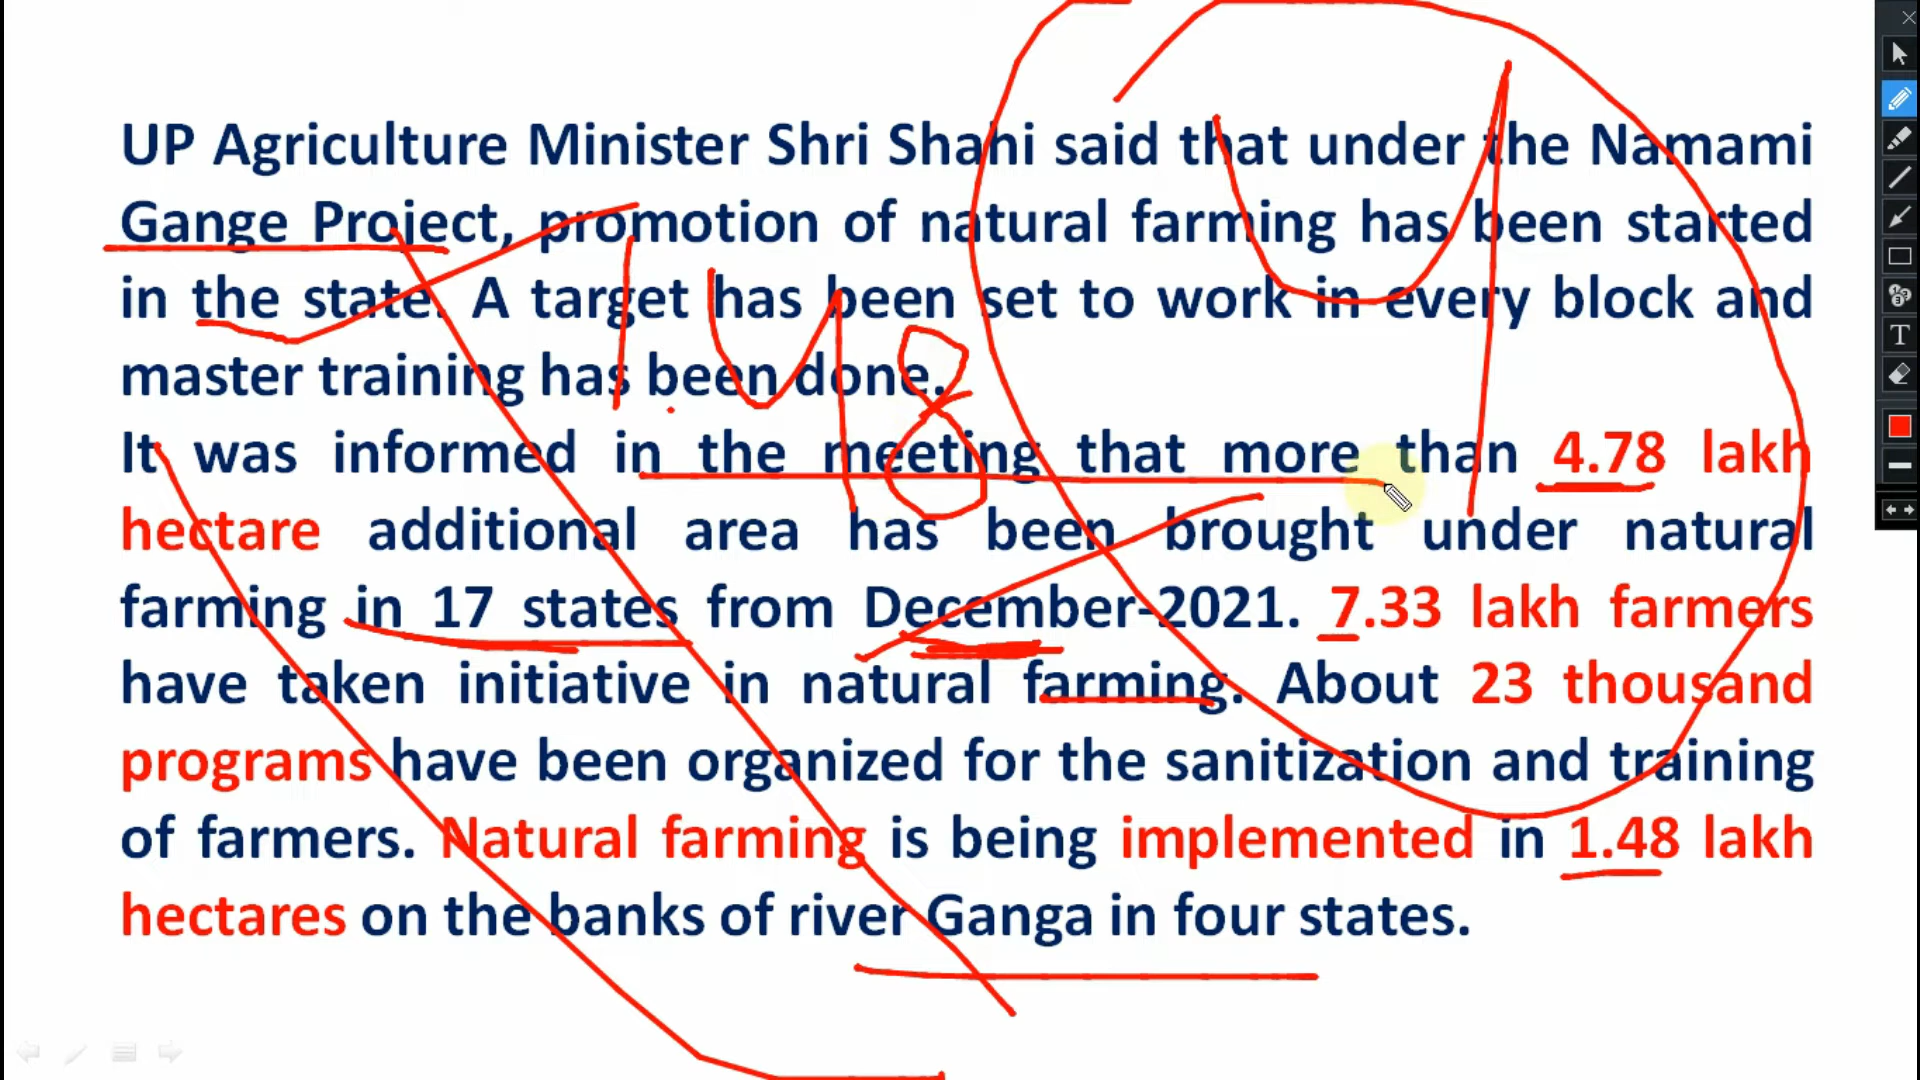 UP Agriculture Minister Shri Shahi said that under the Namami
Gange Project, promotion of natural farming has been started
in the state. A target has been set to work in every block and
master training has been done.
It was informed in the meeting that more than 4.78 lakh
hectare additional area has been brought under natural
farming in 17 states from December-2021. 7.33 lakh farmers
have taken initiative in natural farming. About 23 thousand
programs have been organized for the sanitization and training
of farmers. Natural farming is being implemented in 1.48 lakh
hectares on the banks of river Ganga in four states.
148
4
T